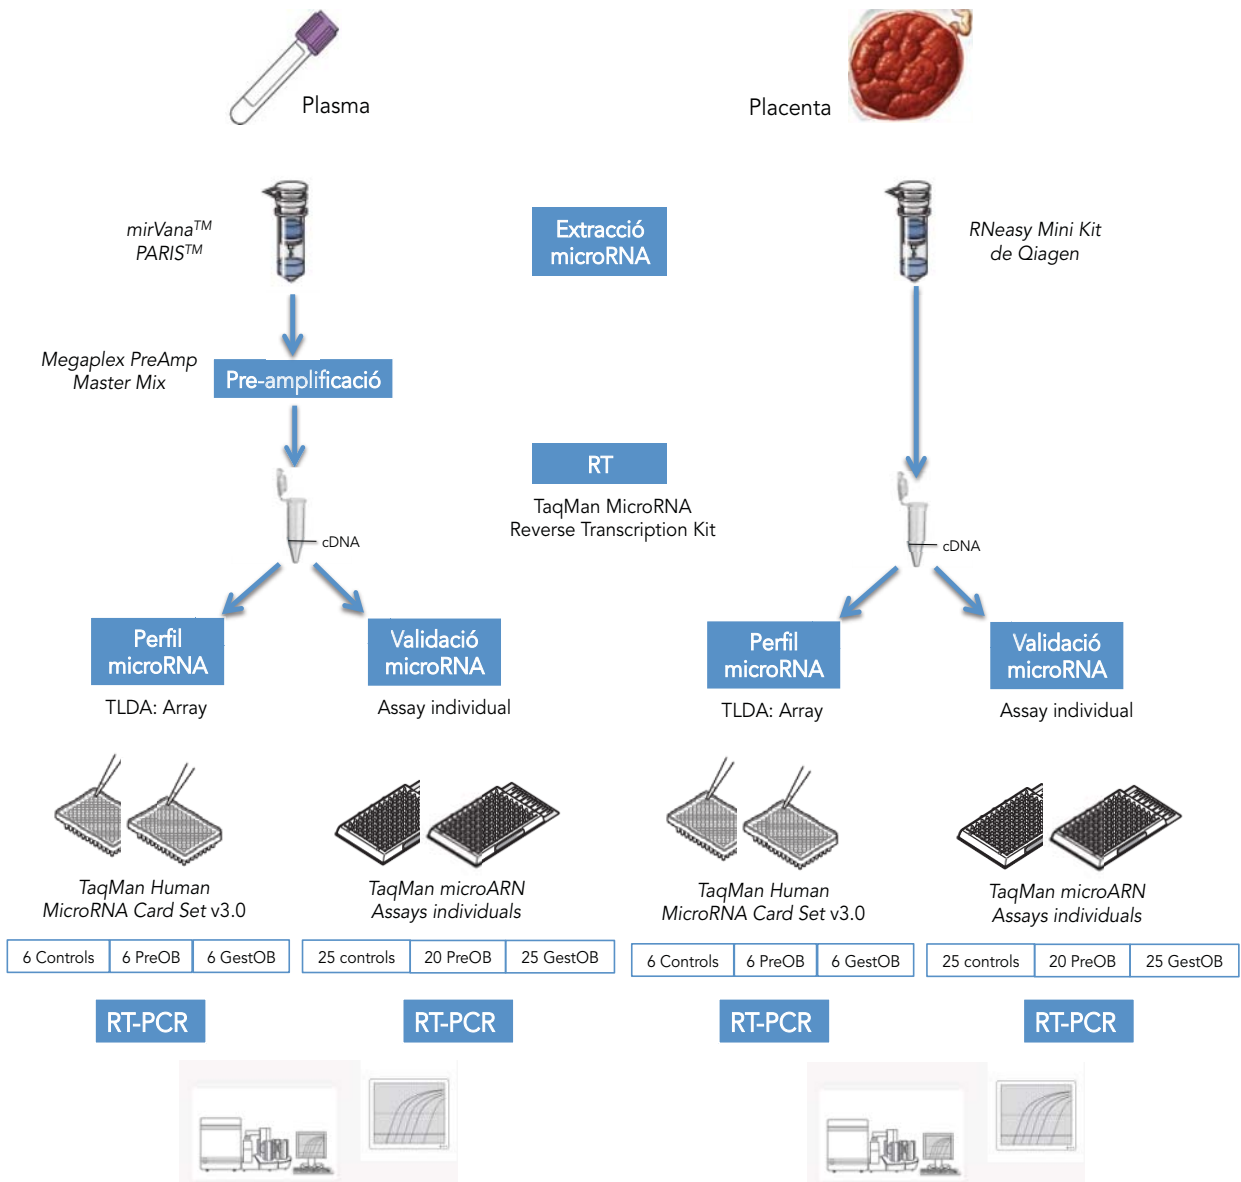 Plasma
Placenta
mirVana™
PARIS™
Extracció
microRNA
RNeasy Mini Kit
de Qiagen
Megaplex PreAmp
Master Mix
Pre-amplificació
RT
TaqMan MicroRNA
Reverse Transcription Kit
cDNA
cDNA
Perfil
microRNA
Validació
microRNA
Perfil
microRNA
Validació
microRNA
TLDA: Array
Assay individual
TLDA: Array
Assay individual
TaqMan Human
MicroRNA Card Set v3.0
TaqMan microARN
Assays individuals
TaqMan Human
MicroRNA Card Set v3.0
TaqMan microARN
Assays individuals
6 Controls 6 PreOB 6 GestOB
25 controls 20 PreOB 25 GestOB
6 Controls 6 PreOB 6 GestOB
25 controls 20 PreOB 25 GestOB
RT-PCR
RT-PCR
RT-PCR
RT-PCR